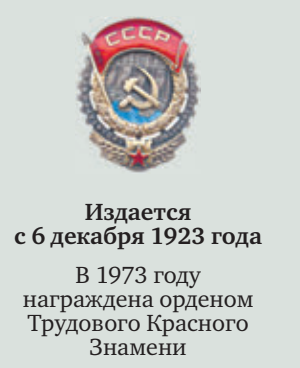 СССР
Издается
с 6 декабря 1923 года
В 1973 году
награждена орденом
Трудового Красного
Знамени